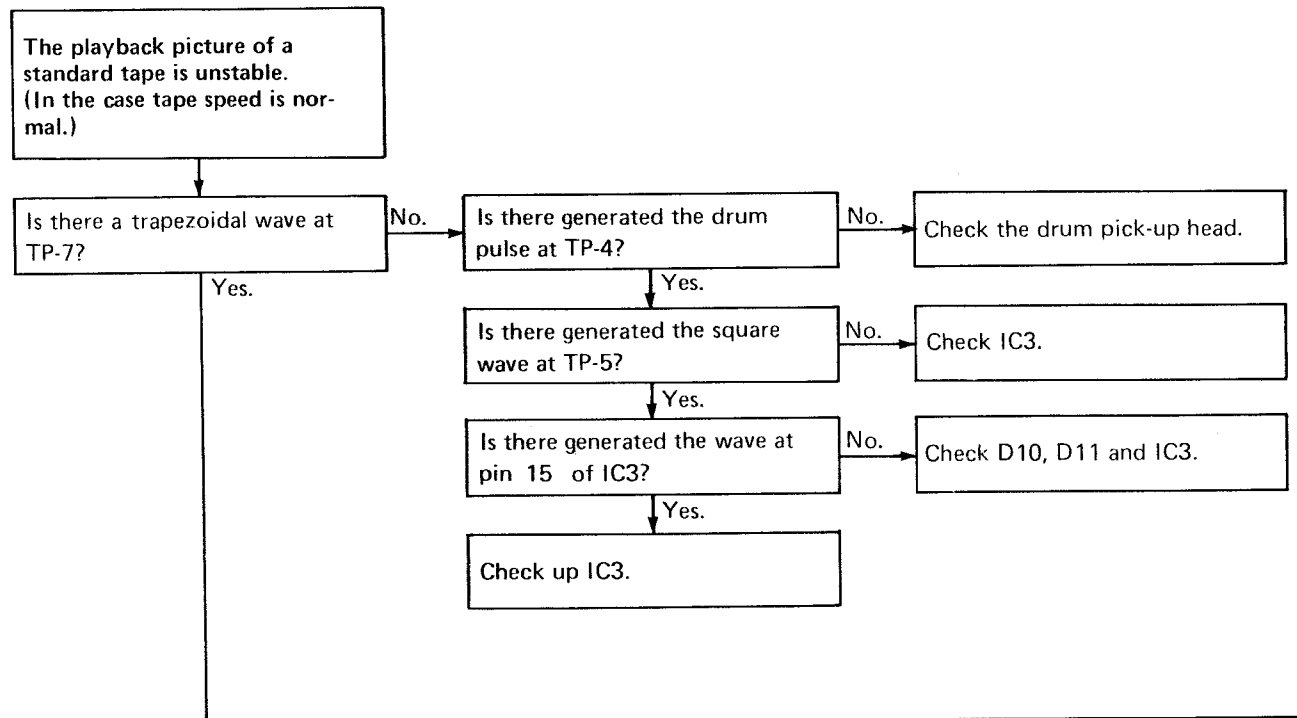 The playback picture of a
standard tape is unstable.
(In the case tape speed is nor-
mal.)
Is there a trapezoidal wave at
TP-7?
No.
Yes.
Is there generated the drum
pulse at TP-4?
No.
Check the drum pick-up head.
Yes.
Is there generated the square
wave at TP-5?
No.
Check IC3.
Yes.
Is there generated the wave at
pin 15 of IC3?
No.
Check D10, D11 and IC3.
Yes.
Check up IC3.